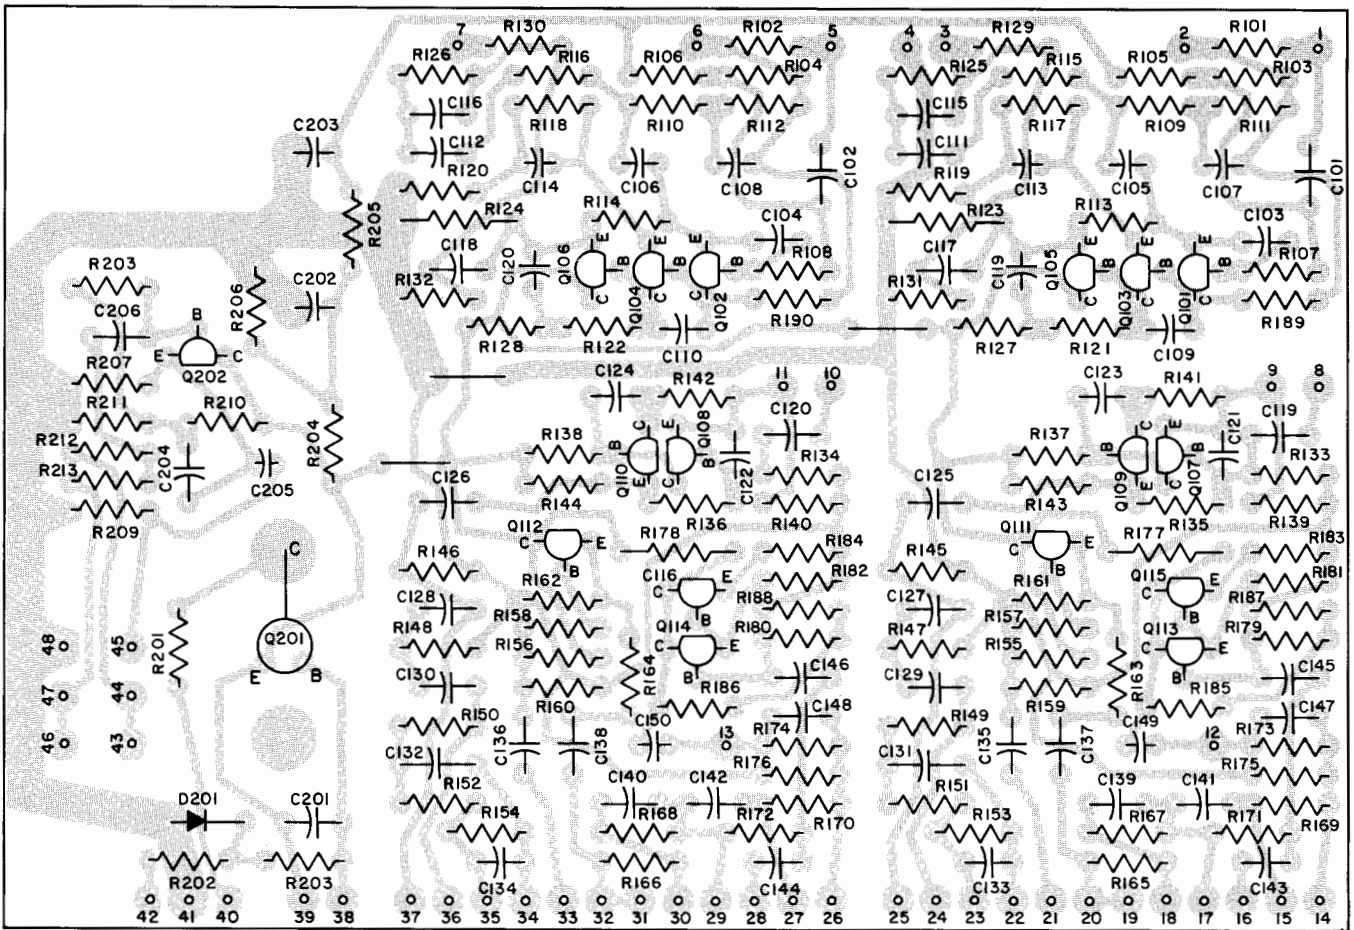 7 R130 6 R102 5 4 3 R129 2 R101 1
R126 R116 R106 R104 R125 R115 R105 R103
C116 C115
R118 R110 R112 R117 R109 R111
C203 C112 C111
R120 C114 C106 C108 C102 R119 C113 C105 C107 C101
R205 R124 R114 C104 R123 R113 C103
E E E E E E
R203 C118 C120 Q106 B B B R108 C117 C119 Q105 B B B R107
R206 C202 R132 C Q104 C C Q102 R131 C Q103 C Q101 C
C206 B R190 R189
R207 E C R128 R122 C110 R127 R121 C109
Q202 C124 R142 11 10 C123 R141 9 8
R211 R210 C120 C121 C119
R212 C204 R204 R138 B C E Q108 C122 R134 R137 B C E B R133
R213 C205 C126 Q110 E C B C125 Q109 E C Q107
R209 R144 R136 R140 R143 R135 R139
Q112 C E B R178 R184 Q111 C E B R177 R183
C R146 C116 C E B R182 R145 Q115 C E B R181
R162 R188 R161 R187
C128 R158 Q114 R180 C127 R157 Q113 R179
48 45 R201 Q201 R148 R156 C E B R147 R155 C E B
E B C130 R164 R186 C146 C129 R163 R185 C145
47 44 R160 C148 R159 C147
46 43 R150 C136 C138 C150 13 R174 R149 C135 C137 C149 12 R173
C132 R176 C131 R175
D201 C201 R152 C140 C142 R151 C139 C141
R154 R168 R172 R170 R153 R167 R171 R169
R202 R203 C134 R166 C144 C133 R165 C143
42 41 40 39 38 37 36 35 34 33 32 31 30 29 28 27 26 25 24 23 22 21 20 19 18 17 16 15 14